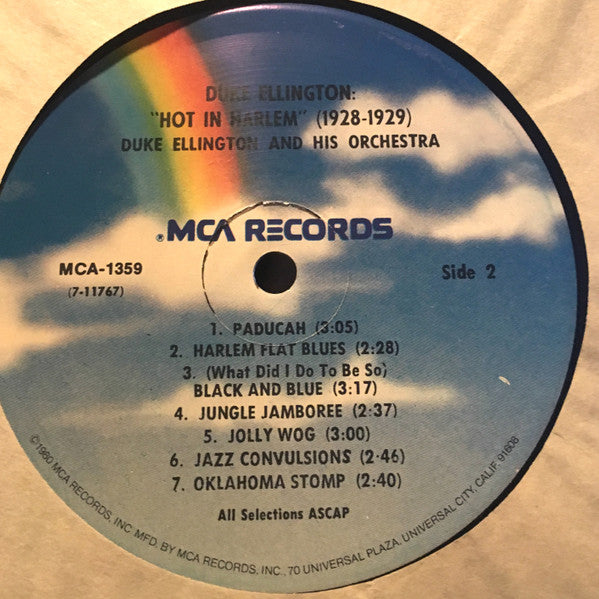 DUKE ELLINGTON:
"HOT IN HARLEM" (1928-1929)
DUKE ELLINGTON AND HIS ORCHESTRA
®MCA RECORDS
MCA-1359
(7-11767)
Side 2
1. PADUCAH (3:05)
2. HARLEM FLAT BLUES (2:28)
3. (What Did I Do To Be So)
BLACK AND BLUE (3:17)
4. JUNGLE JAMBOREE (2:37)
5. JOLLY WOG (3:00)
6. JAZZ CONVULSIONS (2:46)
7. OKLAHOMA STOMP (2:40)
All Selections ASCAP
©1980 MCA RECORDS, INC. MFD. BY MCA RECORDS, INC., 70 UNIVERSAL PLAZA, UNIVERSAL CITY, CALIF. 91608